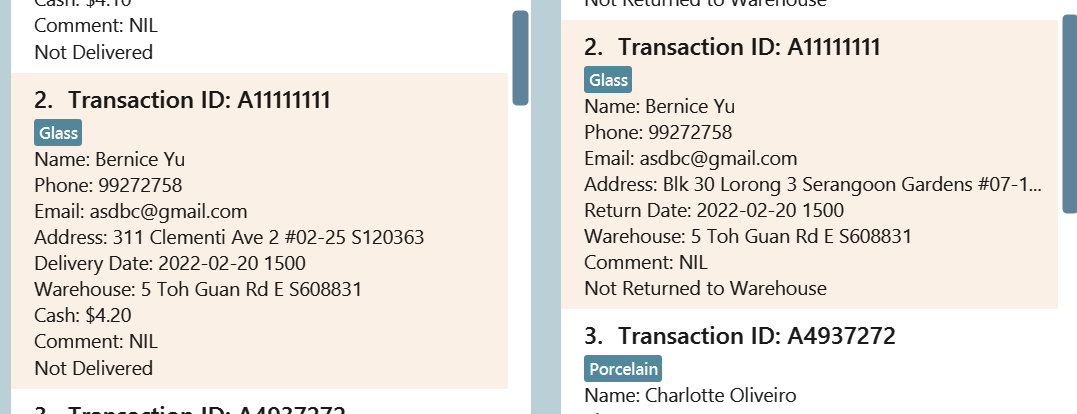 Cash: $4.10
Comment: NIL
Not Delivered
2. Transaction ID: A11111111
Glass
Name: Bernice Yu
Phone: 99272758
Email: asdbc@gmail.com
Address: 311 Clementi Ave 2 #02-25 S120363
Delivery Date: 2022-02-20 1500
Warehouse: 5 Toh Guan Rd E S608831
Cash: $4.20
Comment: NIL
Not Delivered
3. Transaction ID: A4937272
Not Returned to Warehouse
2. Transaction ID: A11111111
Glass
Name: Bernice Yu
Phone: 99272758
Email: asdbc@gmail.com
Address: Blk 30 Lorong 3 Serangoon Gardens #07-1...
Return Date: 2022-02-20 1500
Warehouse: 5 Toh Guan Rd E S608831
Comment: NIL
Not Returned to Warehouse
3. Transaction ID: A4937272
Porcelain
Name: Charlotte Oliveiro